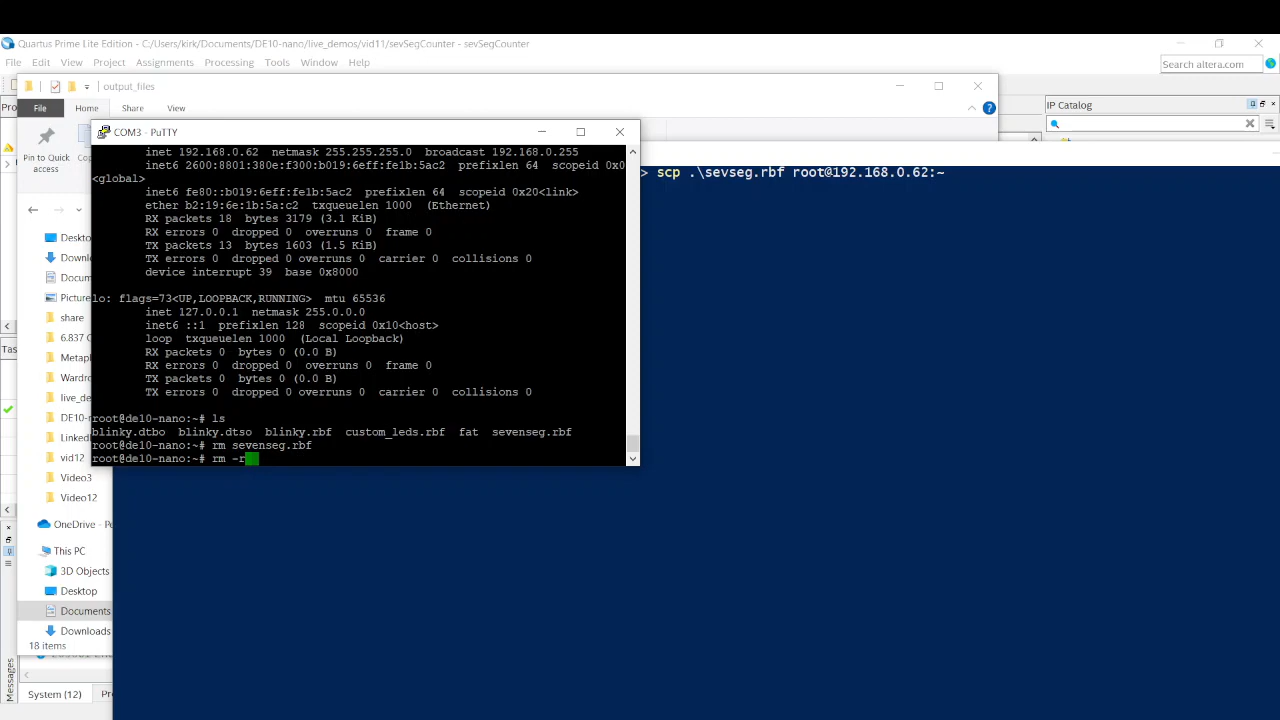 Quartus Prime Lite Edition - C:/Users/kirk/Documents/DE10-nano/live_demos/vid11/sevSegCounter - sevSegCounter
File Edit View Project Assignments Processing Tools Window Help
Search altera.com
output_files
File Home Share View
IP Catalog
Pin to Quick
access
COM3 - PuTTY
inet 192.168.0.62 netmask 255.255.255.0 broadcast 192.168.0.255
inet6 2600:8801:380e:f300:b019:6eff:fe1b:5ac2 prefixlen 64 scopeid 0x0
<global>
inet6 fe80::b019:6eff:fe1b:5ac2 prefixlen 64 scopeid 0x20<link>
ether b2:19:6e:1b:5a:c2 txqueuelen 1000 (Ethernet)
RX packets 18 bytes 3179 (3.1 KiB)
RX errors 0 dropped 0 overruns 0 frame 0
TX packets 13 bytes 1603 (1.5 KiB)
TX errors 0 dropped 0 overruns 0 carrier 0 collisions 0
device interrupt 39 base 0x8000
lo: flags=73<UP,LOOPBACK,RUNNING> mtu 65536
inet 127.0.0.1 netmask 255.0.0.0
inet6 ::1 prefixlen 128 scopeid 0x10<host>
loop txqueuelen 1000 (Local Loopback)
RX packets 0 bytes 0 (0.0 B)
RX errors 0 dropped 0 overruns 0 frame 0
TX packets 0 bytes 0 (0.0 B)
TX errors 0 dropped 0 overruns 0 carrier 0 collisions 0
root@de10-nano:~# ls
blinky.dtbo blinky.dtso blinky.rbf custom_leds.rbf fat sevenseg.rbf
root@de10-nano:~# rm sevenseg.rbf
root@de10-nano:~# rm -r
> scp .\sevseg.rbf root@192.168.0.62:~
Deskto
Downl
Docum
Picture
share
6.837
Metap
Wardr
live_de
DE10-
Linked
vid12
Video3
Video12
OneDrive - Pe
This PC
3D Objects
Desktop
Documents
Downloads
18 items
Tas
Messages
System (12)